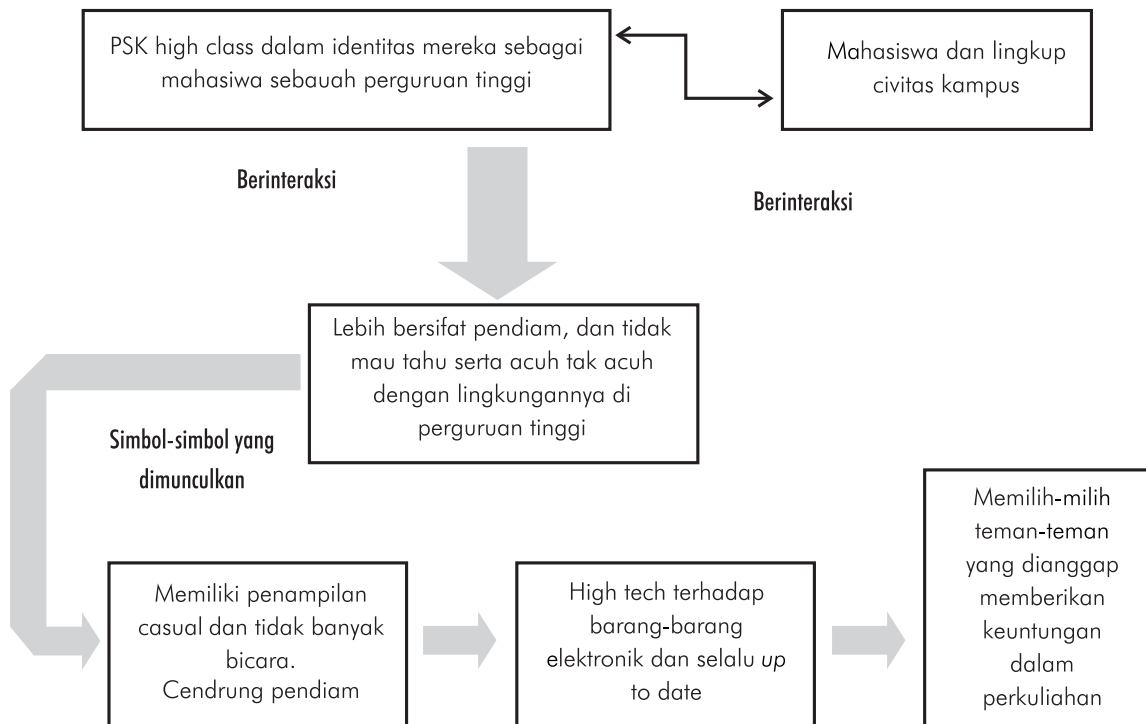 PSK high class dalam identitas mereka sebagai
mahasiwa sebauah perguruan tinggi
Mahasiswa dan lingkup
civitas kampus
Berinteraksi
Berinteraksi
Lebih bersifat pendiam, dan tidak
mau tahu serta acuh tak acuh
dengan lingkungannya di
perguruan tinggi
Simbol-simbol yang
dimunculkan
Memiliki penampilan
casual dan tidak banyak
bicara.
Cendrung pendiam
High tech terhadap
barang-barang
elektronik dan selalu up
to date
Memilih-milih
teman-teman
yang dianggap
memberikan
keuntungan
dalam
perkuliahan